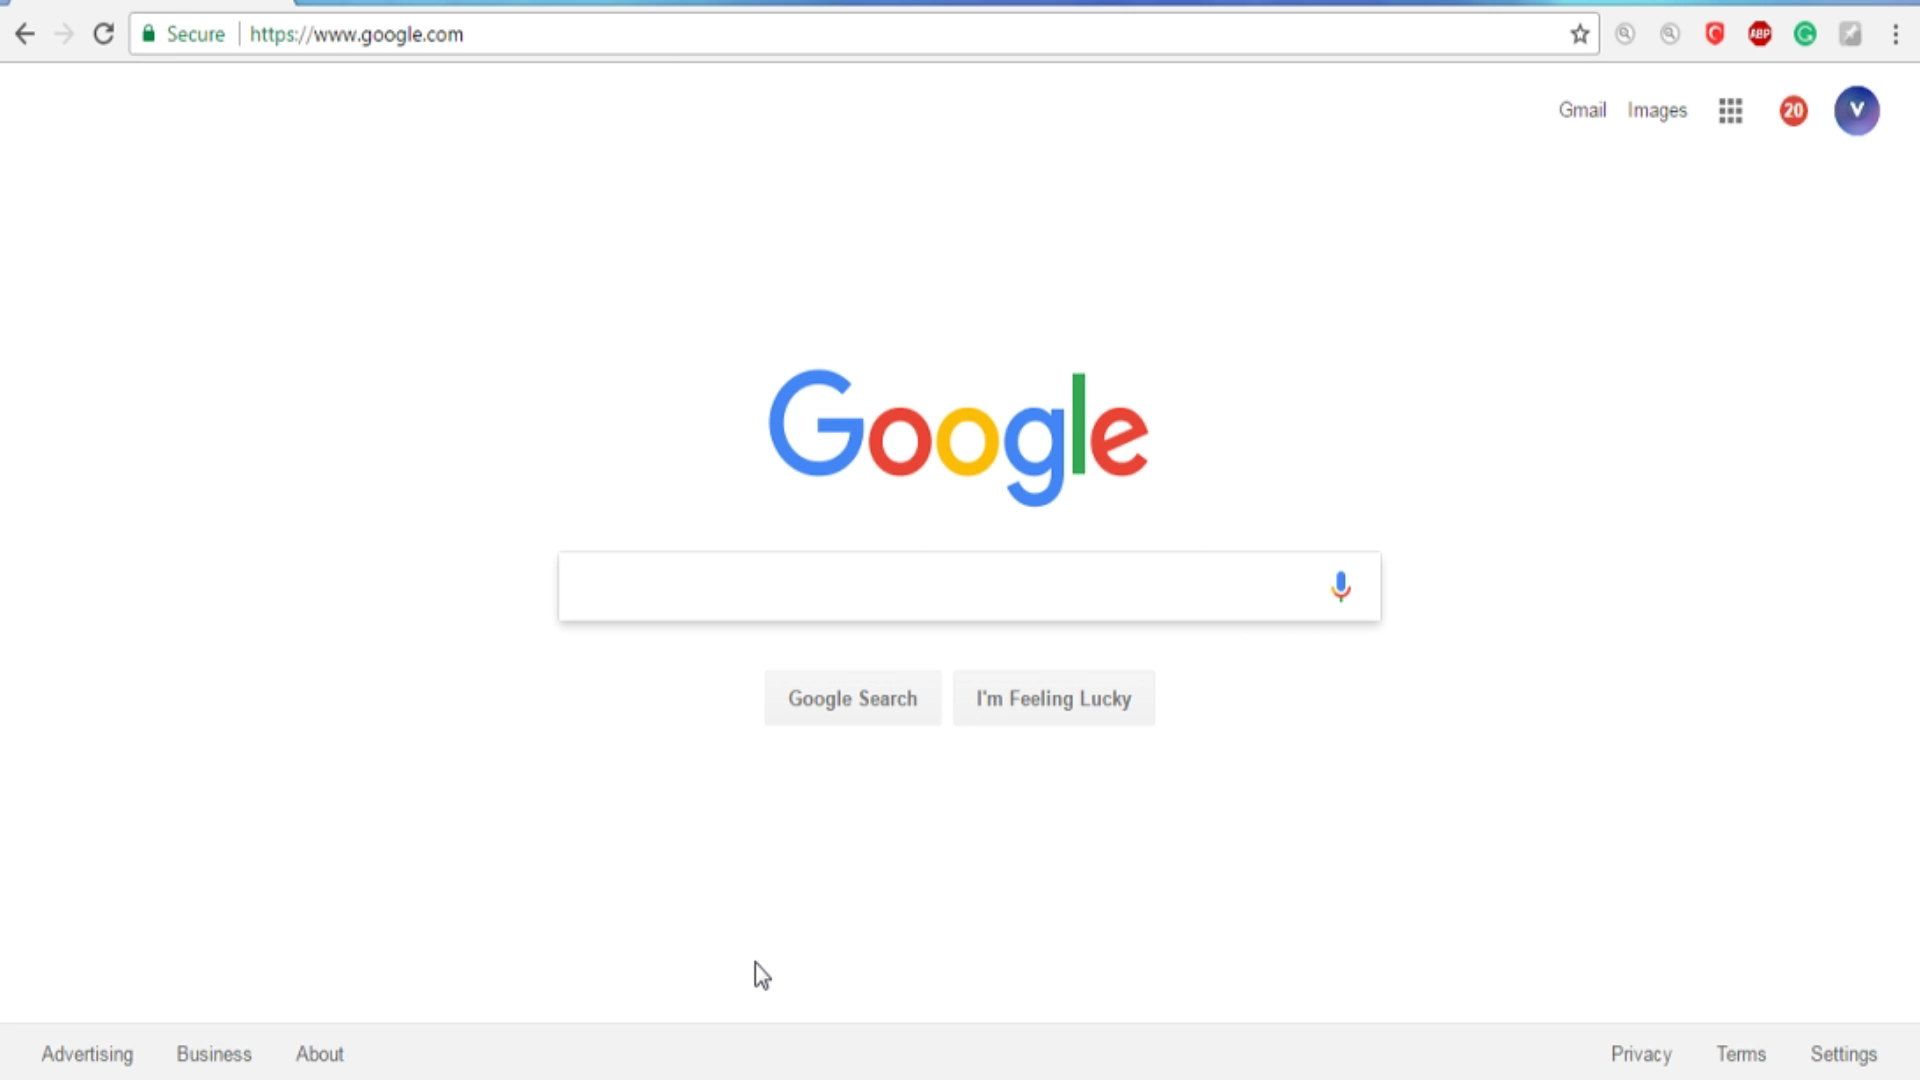 Secure https://www.google.com
ABP
Gmail Images 20 V
Google
Google Search I'm Feeling Lucky
Advertising Business About Privacy Terms Settings